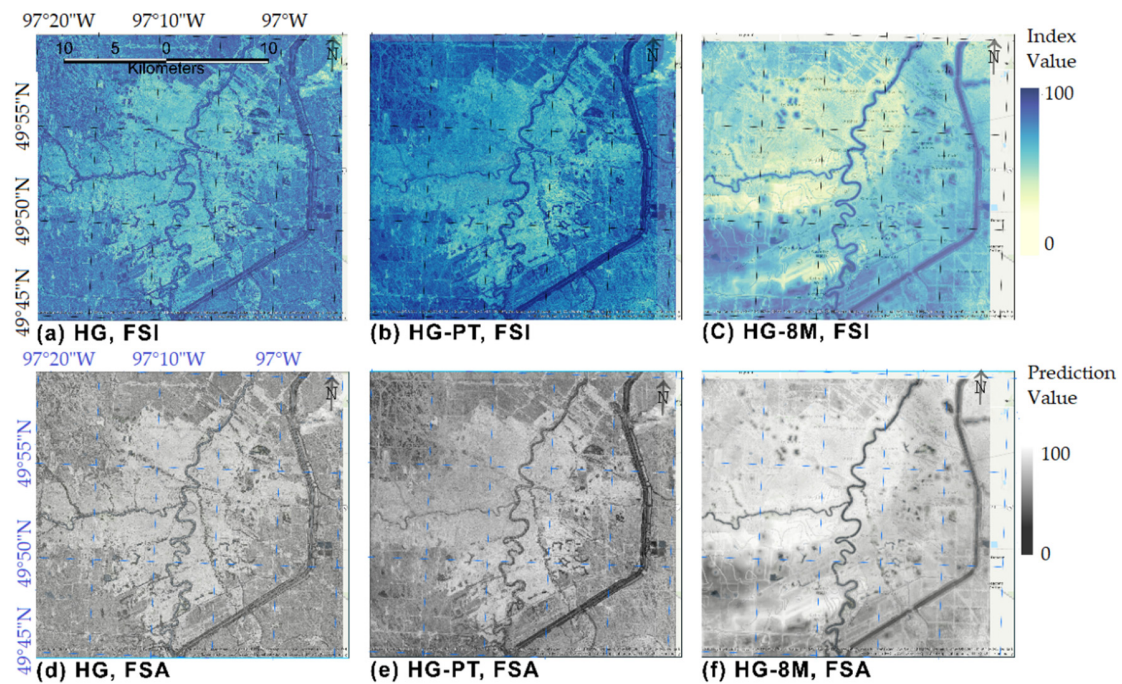 97°20"W 97°10"W 97°W
10 5 0 10
Kilometers
N N N
Index
Value
100
0
49°55"N
49°50"N
49°45"N
(a) HG, FSI (b) HG-PT, FSI (C) HG-8M, FSI
97°20"W 97°10"W 97°W
N N N
Prediction
Value
100
0
49°55"N
49°50"N
49°45"N
(d) HG, FSA (e) HG-PT, FSA (f) HG-8M, FSA